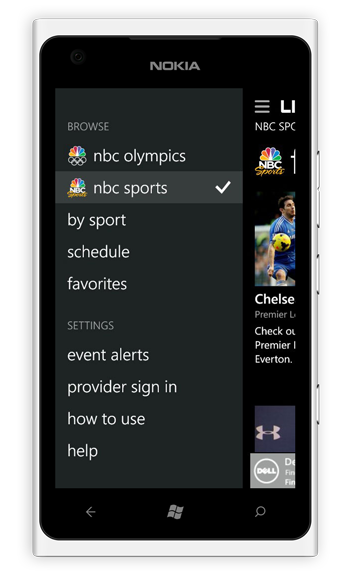 NOKIA
BROWSE
nbc olympics
nbc sports
by sport
schedule
favorites
SETTINGS
event alerts
provider sign in
how to use
help
LI
NBC SPO
Sports
f
Chelse
Premier Le
Check ou
Premier L
Everton.
DELL
De
Fin
Fin